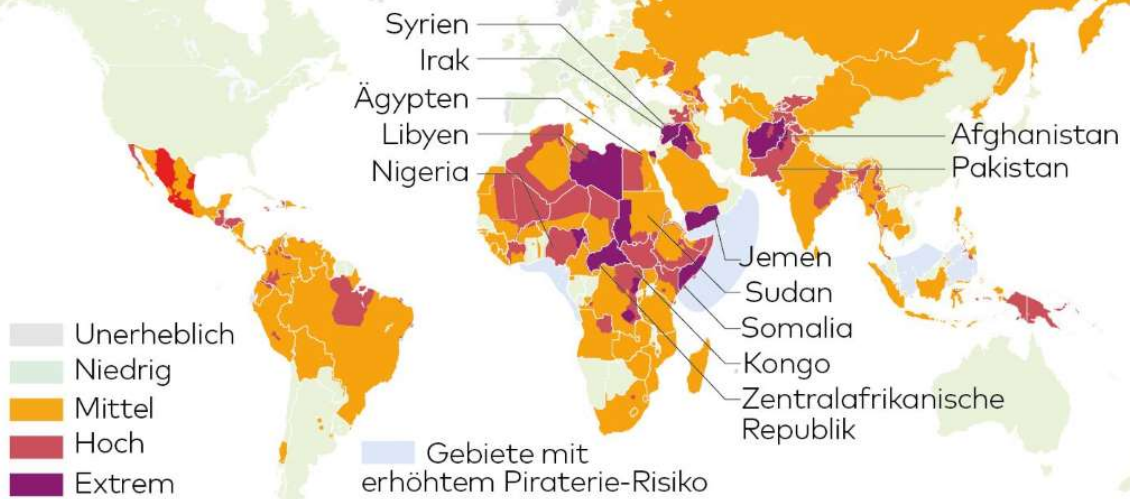 Syrien
Irak
Ägypten
Libyen
Nigeria
Afghanistan
Pakistan
Jemen
Sudan
Somalia
Kongo
Zentralafrikanische
Republik
Unerheblich
Niedrig
Mittel
Hoch
Extrem
Gebiete mit
erhöhtem Piraterie-Risiko